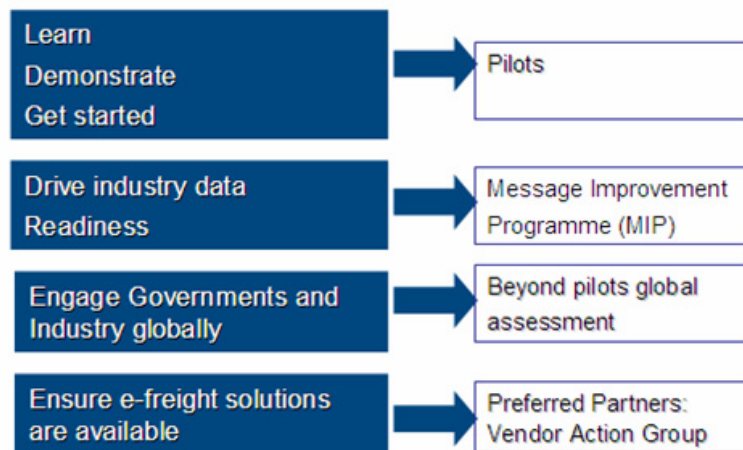 Learn
Demonstrate
Get started
Pilots
Drive industry data
Readiness
Message Improvement
Programme (MIP)
Engage Governments and
Industry globally
Beyond pilots global
assessment
Ensure e-freight solutions
are available
Preferred Partners:
Vendor Action Group